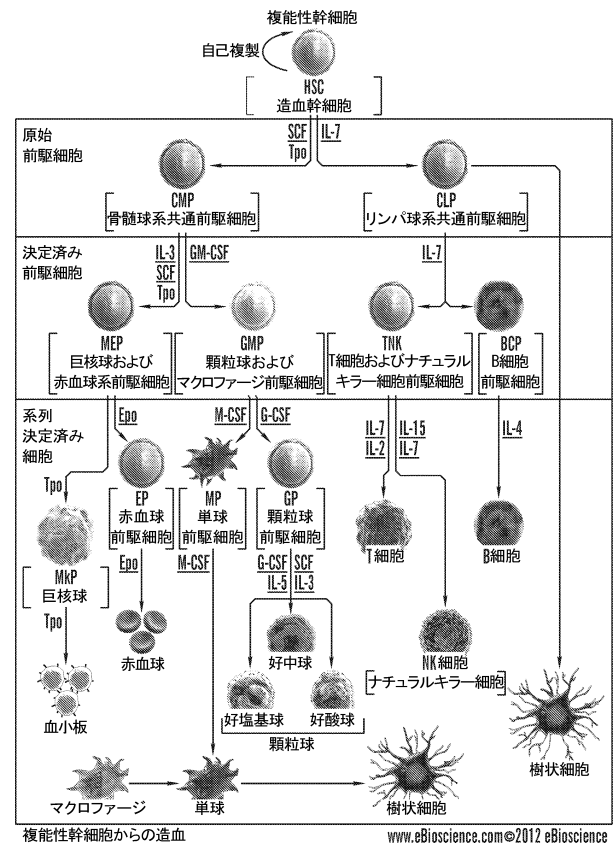 複能性幹細胞
自己複製
HSC
造血幹細胞
原始
前駆細胞
SCF
Tpo
IL-7
CMP
骨髄球系共通前駆細胞
CLP
リンパ球系共通前駆細胞
決定済み
前駆細胞
IL-3
SCF
Tpo
GM-CSF
IL-7
MEP
巨核球および
赤血球系前駆細胞
GMP
顆粒球および
マクロファージ前駆細胞
TNK
T細胞およびナチュラル
キラー細胞前駆細胞
BCP
B細胞
前駆細胞
系列
決定済み
細胞
Epo
M-CSF
G-CSF
IL-7
IL-2
IL-15
IL-7
IL-4
Tpo
EP
赤血球
前駆細胞
MP
単球
前駆細胞
GP
顆粒球
前駆細胞
T細胞
B細胞
MkP
巨核球
Epo
M-CSF
G-CSF
IL-5
SCF
IL-3
Tpo
赤血球
好中球
NK細胞
ナチュラルキラー細胞
血小板
好塩基球
好酸球
顆粒球
樹状細胞
マクロファージ
単球
樹状細胞
複能性幹細胞からの造血
www.eBioscience.com©2012 eBioscience